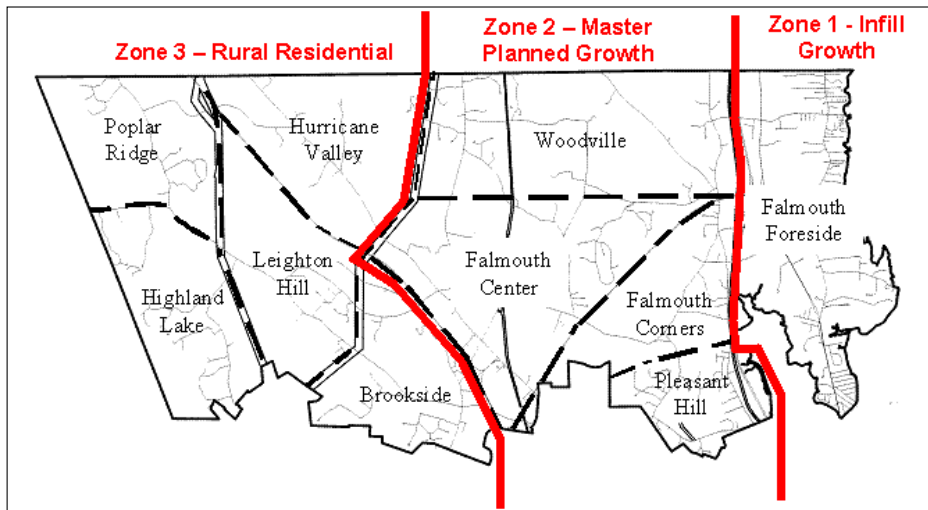 Zone 3 – Rural Residential
Zone 2 – Master
Planned Growth
Zone 1 - Infill
Growth
Poplar
Ridge
Hurricane
Valley
Woodville
Falmouth
Foreside
Highland
Lake
Leighton
Hill
Falmouth
Center
Falmouth
Corners
Brookside
Pleasant
Hill